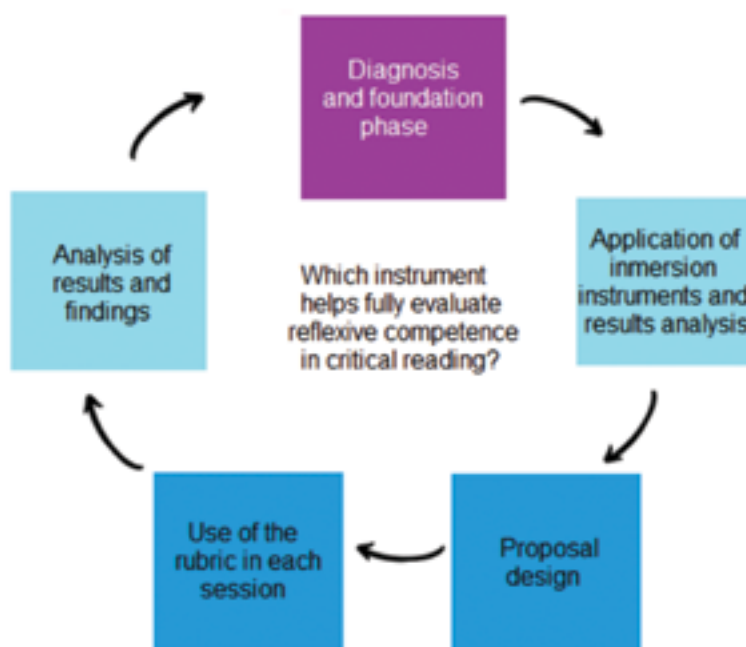 Diagnosis
and foundation
phase
Application of
inmersion
instruments and
results analysis
Proposal
design
Use of the
rubric in each
session
Analysis of
results and
findings
Which instrument
helps fully evaluate
reflexive competence
in critical reading?